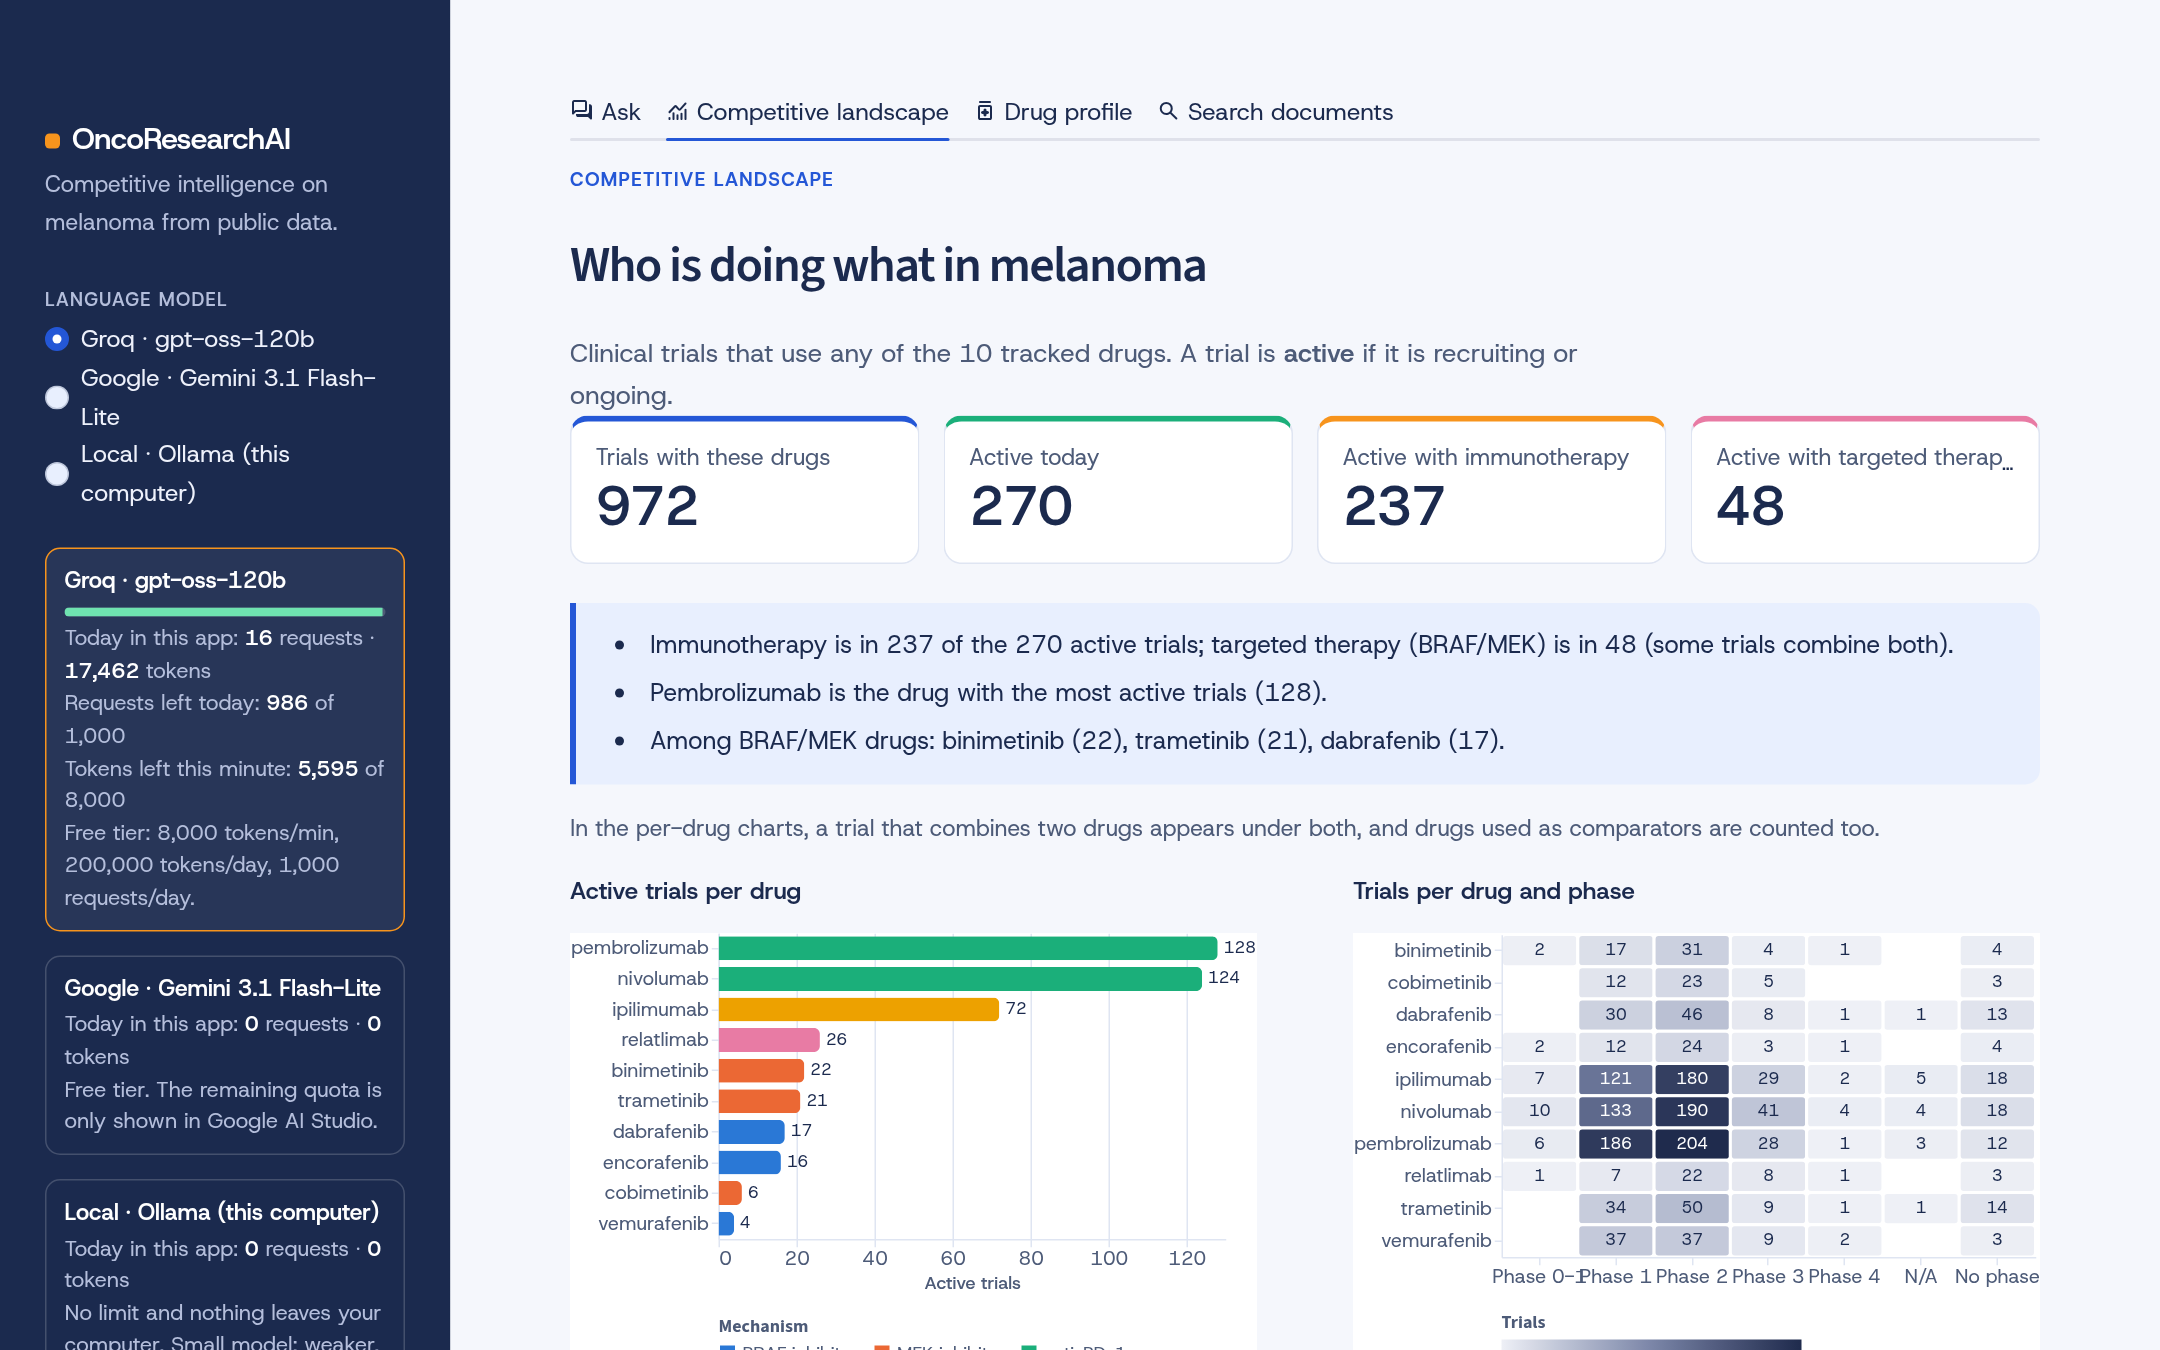 OncoResearchAI
Competitive intelligence on
melanoma from public data.
LANGUAGE MODEL
Groq · gpt-oss-120b
Google · Gemini 3.1 Flash-
Lite
Local · Ollama (this
computer)
Groq · gpt-oss-120b
Today in this app: 16 requests ·
17,462 tokens
Requests left today: 986 of
1,000
Tokens left this minute: 5,595 of
8,000
Free tier: 8,000 tokens/min,
200,000 tokens/day, 1,000
requests/day.
Google · Gemini 3.1 Flash-Lite
Today in this app: 0 requests · 0
tokens
Free tier. The remaining quota is
only shown in Google AI Studio.
Local · Ollama (this computer)
Today in this app: 0 requests · 0
tokens
No limit and nothing leaves your
computer. Small model: weaker.
Ask Competitive landscape Drug profile Search documents
COMPETITIVE LANDSCAPE
Who is doing what in melanoma
Clinical trials that use any of the 10 tracked drugs. A trial is active if it is recruiting or
ongoing.
Trials with these drugs
972
Active today
270
Active with immunotherapy
237
Active with targeted therap…
48
Immunotherapy is in 237 of the 270 active trials; targeted therapy (BRAF/MEK) is in 48 (some trials combine both).
Pembrolizumab is the drug with the most active trials (128).
Among BRAF/MEK drugs: binimetinib (22), trametinib (21), dabrafenib (17).
In the per-drug charts, a trial that combines two drugs appears under both, and drugs used as comparators are counted too.
Active trials per drug
pembrolizumab 128
nivolumab 124
ipilimumab 72
relatlimab 26
binimetinib 22
trametinib 21
dabrafenib 17
encorafenib 16
cobimetinib 6
vemurafenib 4
0 20 40 60 80 100 120
Active trials
Mechanism
BRAF inhibit MEK inhibit anti-PD-1
Trials per drug and phase
binimetinib 2 17 31 4 1 4
cobimetinib 12 23 5 3
dabrafenib 30 46 8 1 1 13
encorafenib 2 12 24 3 1 4
ipilimumab 7 121 180 29 2 5 18
nivolumab 10 133 190 41 4 4 18
pembrolizumab 6 186 204 28 1 3 12
relatlimab 1 7 22 8 1 3
trametinib 34 50 9 1 1 14
vemurafenib 37 37 9 2 3
Phase 0-1 Phase 1 Phase 2 Phase 3 Phase 4 N/A No phase
Trials